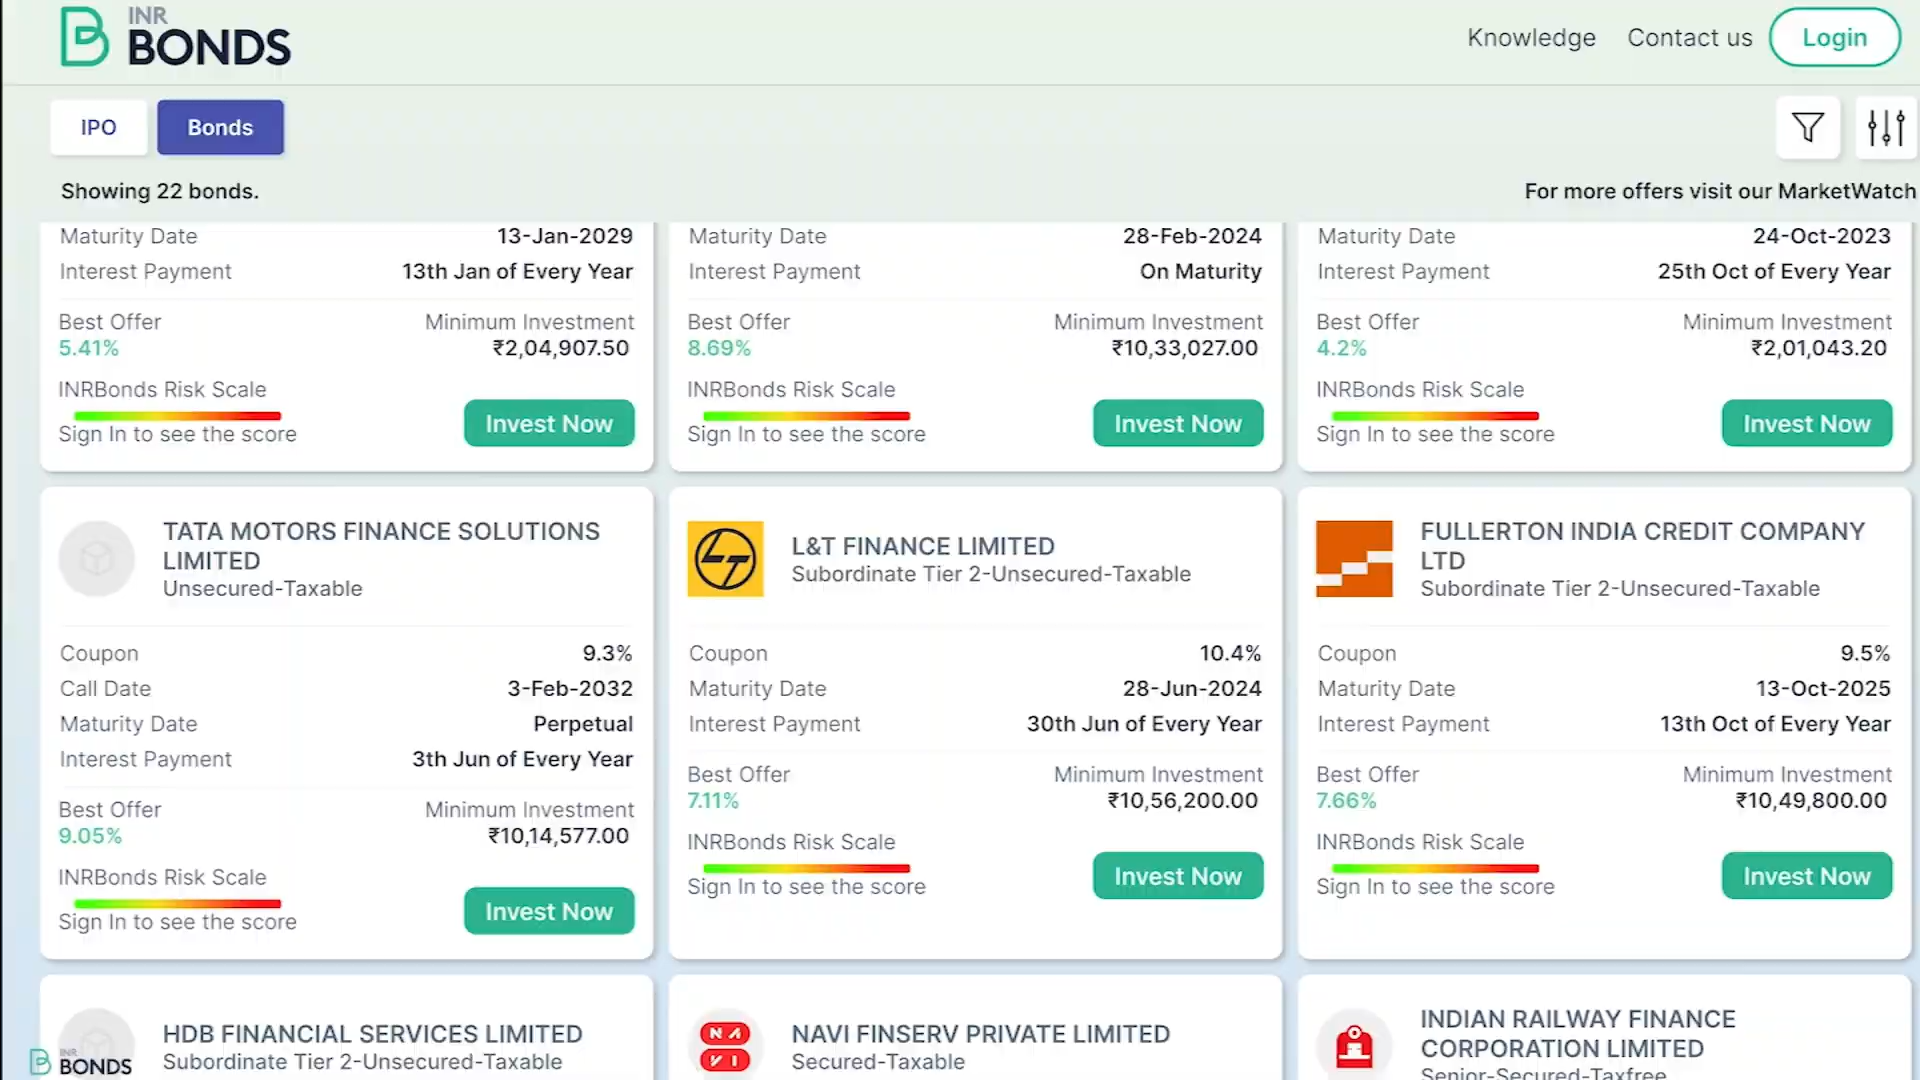 INR
BONDS
Knowledge
Contact us
Login
IPO
Bonds
Showing 22 bonds.
For more offers visit our MarketWatch
Maturity Date 13-Jan-2029
Interest Payment 13th Jan of Every Year
Best Offer Minimum Investment
5.41% ₹2,04,907.50
INRBonds Risk Scale
Sign In to see the score
Invest Now
Maturity Date 28-Feb-2024
Interest Payment On Maturity
Best Offer Minimum Investment
8.69% ₹10,33,027.00
INRBonds Risk Scale
Sign In to see the score
Invest Now
Maturity Date 24-Oct-2023
Interest Payment 25th Oct of Every Year
Best Offer Minimum Investment
4.2% ₹2,01,043.20
INRBonds Risk Scale
Sign In to see the score
Invest Now
TATA MOTORS FINANCE SOLUTIONS
LIMITED
Unsecured-Taxable
Coupon 9.3%
Call Date 3-Feb-2032
Maturity Date Perpetual
Interest Payment 3th Jun of Every Year
Best Offer Minimum Investment
9.05% ₹10,14,577.00
INRBonds Risk Scale
Sign In to see the score
Invest Now
LT
L&T FINANCE LIMITED
Subordinate Tier 2-Unsecured-Taxable
Coupon 10.4%
Maturity Date 28-Jun-2024
Interest Payment 30th Jun of Every Year
Best Offer Minimum Investment
7.11% ₹10,56,200.00
INRBonds Risk Scale
Sign In to see the score
Invest Now
FULLERTON INDIA CREDIT COMPANY
LTD
Subordinate Tier 2-Unsecured-Taxable
Coupon 9.5%
Maturity Date 13-Oct-2025
Interest Payment 13th Oct of Every Year
Best Offer Minimum Investment
7.66% ₹10,49,800.00
INRBonds Risk Scale
Sign In to see the score
Invest Now
HDB FINANCIAL SERVICES LIMITED
Subordinate Tier 2-Unsecured-Taxable
INR
BONDS
NA
VI
NAVI FINSERV PRIVATE LIMITED
Secured-Taxable
INDIAN RAILWAY FINANCE
CORPORATION LIMITED
Senior-Secured-Taxfree